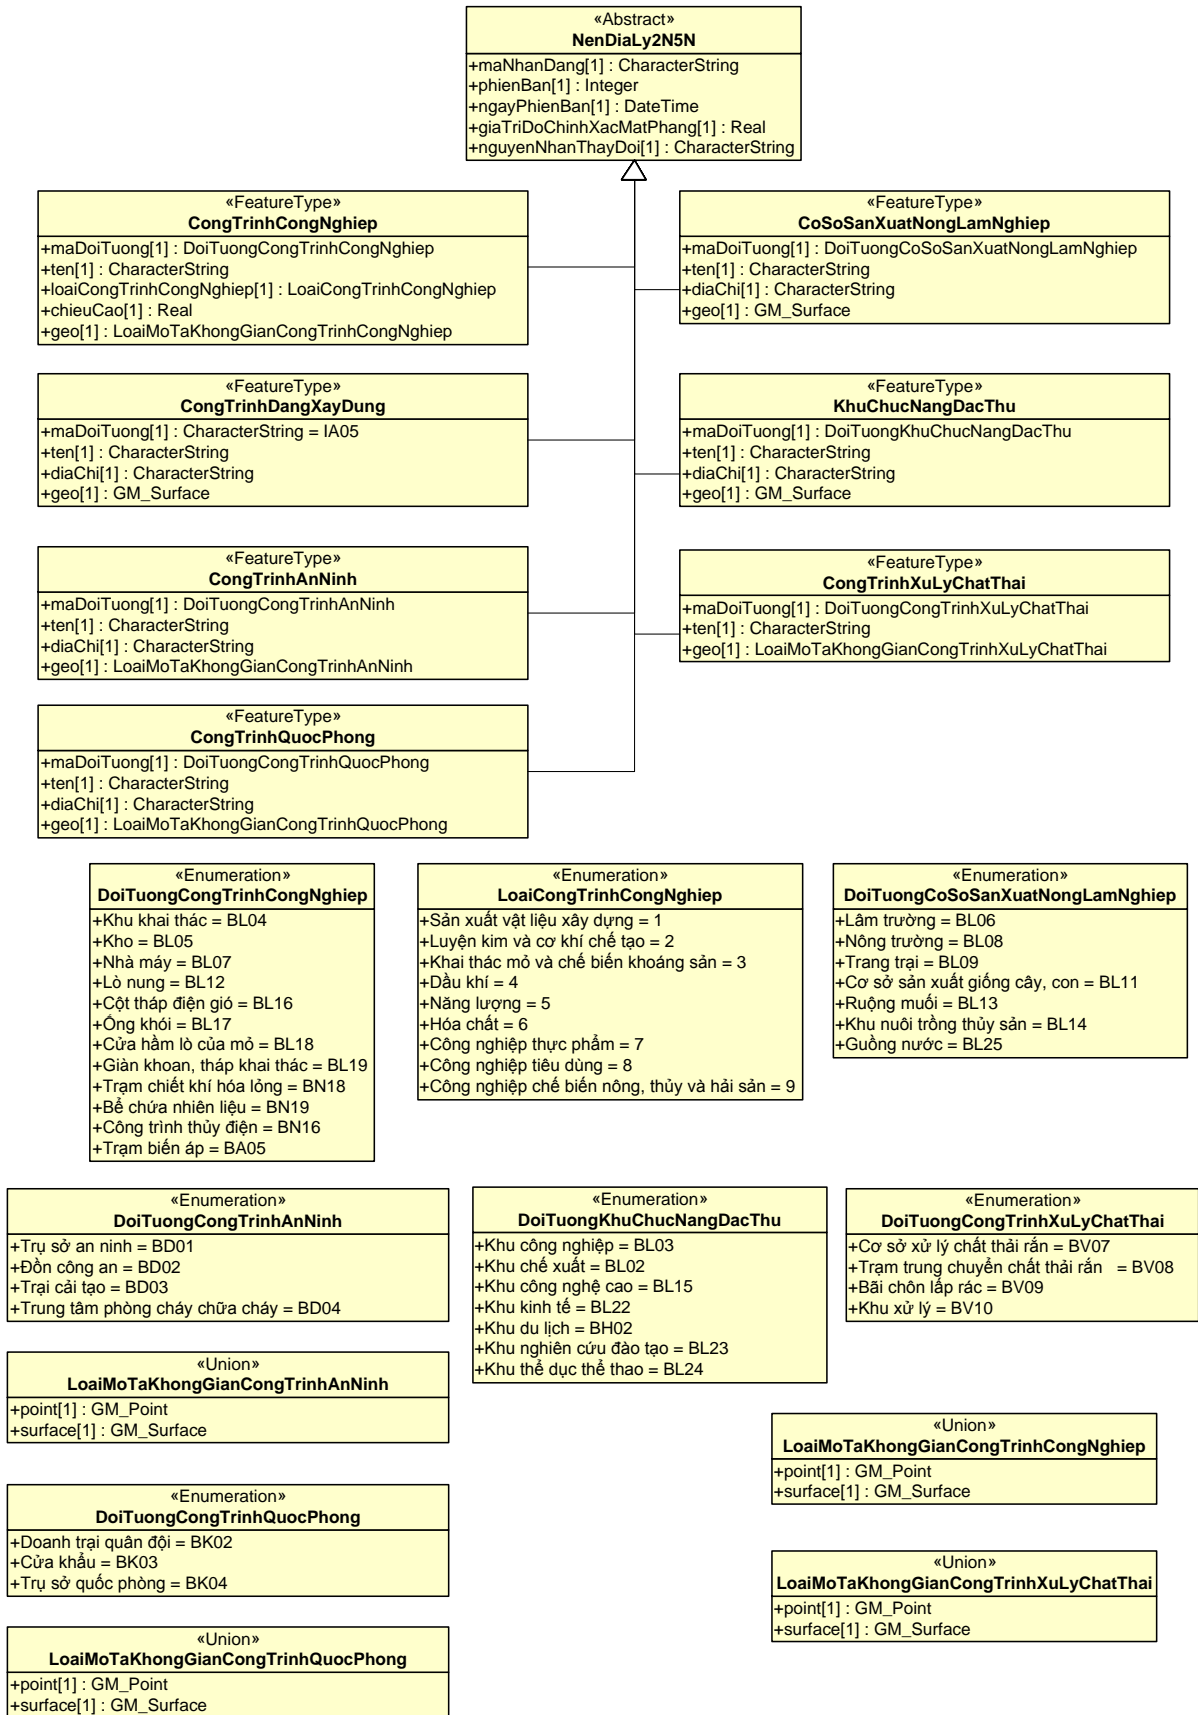 «Abstract»
NenDiaLy2N5N
+maNhanDang[1] : CharacterString
+phienBan[1] : Integer
+ngayPhienBan[1] : DateTime
+giaTriDoChinhXacMatPhang[1] : Real
+nguyenNhanThayDoi[1] : CharacterString
«FeatureType»
CongTrinhCongNghiep
+maDoiTuong[1] : DoiTuongCongTrinhCongNghiep
+ten[1] : CharacterString
+loaiCongTrinhCongNghiep[1] : LoaiCongTrinhCongNghiep
+chieuCao[1] : Real
+geo[1] : LoaiMoTaKhongGianCongTrinhCongNghiep
«FeatureType»
CoSoSanXuatNongLamNghiep
+maDoiTuong[1] : DoiTuongCoSoSanXuatNongLamNghiep
+ten[1] : CharacterString
+diaChi[1] : CharacterString
+geo[1] : GM_Surface
«FeatureType»
CongTrinhDangXayDung
+maDoiTuong[1] : CharacterString = IA05
+ten[1] : CharacterString
+diaChi[1] : CharacterString
+geo[1] : GM_Surface
«FeatureType»
KhuChucNangDacThu
+maDoiTuong[1] : DoiTuongKhuChucNangDacThu
+ten[1] : CharacterString
+diaChi[1] : CharacterString
+geo[1] : GM_Surface
«FeatureType»
CongTrinhAnNinh
+maDoiTuong[1] : DoiTuongCongTrinhAnNinh
+ten[1] : CharacterString
+diaChi[1] : CharacterString
+geo[1] : LoaiMoTaKhongGianCongTrinhAnNinh
«FeatureType»
CongTrinhXuLyChatThai
+maDoiTuong[1] : DoiTuongCongTrinhXuLyChatThai
+ten[1] : CharacterString
+geo[1] : LoaiMoTaKhongGianCongTrinhXuLyChatThai
«FeatureType»
CongTrinhQuocPhong
+maDoiTuong[1] : DoiTuongCongTrinhQuocPhong
+ten[1] : CharacterString
+diaChi[1] : CharacterString
+geo[1] : LoaiMoTaKhongGianCongTrinhQuocPhong
«Enumeration»
DoiTuongCongTrinhCongNghiep
+Khu khai thác = BL04
+Kho = BL05
+Nhà máy = BL07
+Lò nung = BL12
+Cột tháp điện gió = BL16
+Ống khói = BL17
+Cửa hầm lò của mỏ = BL18
+Giàn khoan, tháp khai thác = BL19
+Trạm chiết khí hóa lỏng = BN18
+Bể chứa nhiên liệu = BN19
+Công trình thủy điện = BN16
+Trạm biến áp = BA05
«Enumeration»
LoaiCongTrinhCongNghiep
+Sản xuất vật liệu xây dựng = 1
+Luyện kim và cơ khí chế tạo = 2
+Khai thác mỏ và chế biến khoáng sản = 3
+Dầu khí = 4
+Năng lượng = 5
+Hóa chất = 6
+Công nghiệp thực phẩm = 7
+Công nghiệp tiêu dùng = 8
+Công nghiệp chế biến nông, thủy và hải sản = 9
«Enumeration»
DoiTuongCoSoSanXuatNongLamNghiep
+Lâm trường = BL06
+Nông trường = BL08
+Trang trại = BL09
+Cơ sở sản xuất giống cây, con = BL11
+Ruộng muối = BL13
+Khu nuôi trồng thủy sản = BL14
+Guồng nước = BL25
«Enumeration»
DoiTuongCongTrinhAnNinh
+Trụ sở an ninh = BD01
+Đồn công an = BD02
+Trại cải tạo = BD03
+Trung tâm phòng cháy chữa cháy = BD04
«Enumeration»
DoiTuongKhuChucNangDacThu
+Khu công nghiệp = BL03
+Khu chế xuất = BL02
+Khu công nghệ cao = BL15
+Khu kinh tế = BL22
+Khu du lịch = BH02
+Khu nghiên cứu đào tạo = BL23
+Khu thể dục thể thao = BL24
«Enumeration»
DoiTuongCongTrinhXuLyChatThai
+Cơ sở xử lý chất thải rắn = BV07
+Trạm trung chuyển chất thải rắn = BV08
+Bãi chôn lấp rác = BV09
+Khu xử lý = BV10
«Union»
LoaiMoTaKhongGianCongTrinhAnNinh
+point[1] : GM_Point
+surface[1] : GM_Surface
«Union»
LoaiMoTaKhongGianCongTrinhCongNghiep
+point[1] : GM_Point
+surface[1] : GM_Surface
«Enumeration»
DoiTuongCongTrinhQuocPhong
+Doanh trại quân đội = BK02
+Cửa khẩu = BK03
+Trụ sở quốc phòng = BK04
«Union»
LoaiMoTaKhongGianCongTrinhXuLyChatThai
+point[1] : GM_Point
+surface[1] : GM_Surface
«Union»
LoaiMoTaKhongGianCongTrinhQuocPhong
+point[1] : GM_Point
+surface[1] : GM_Surface